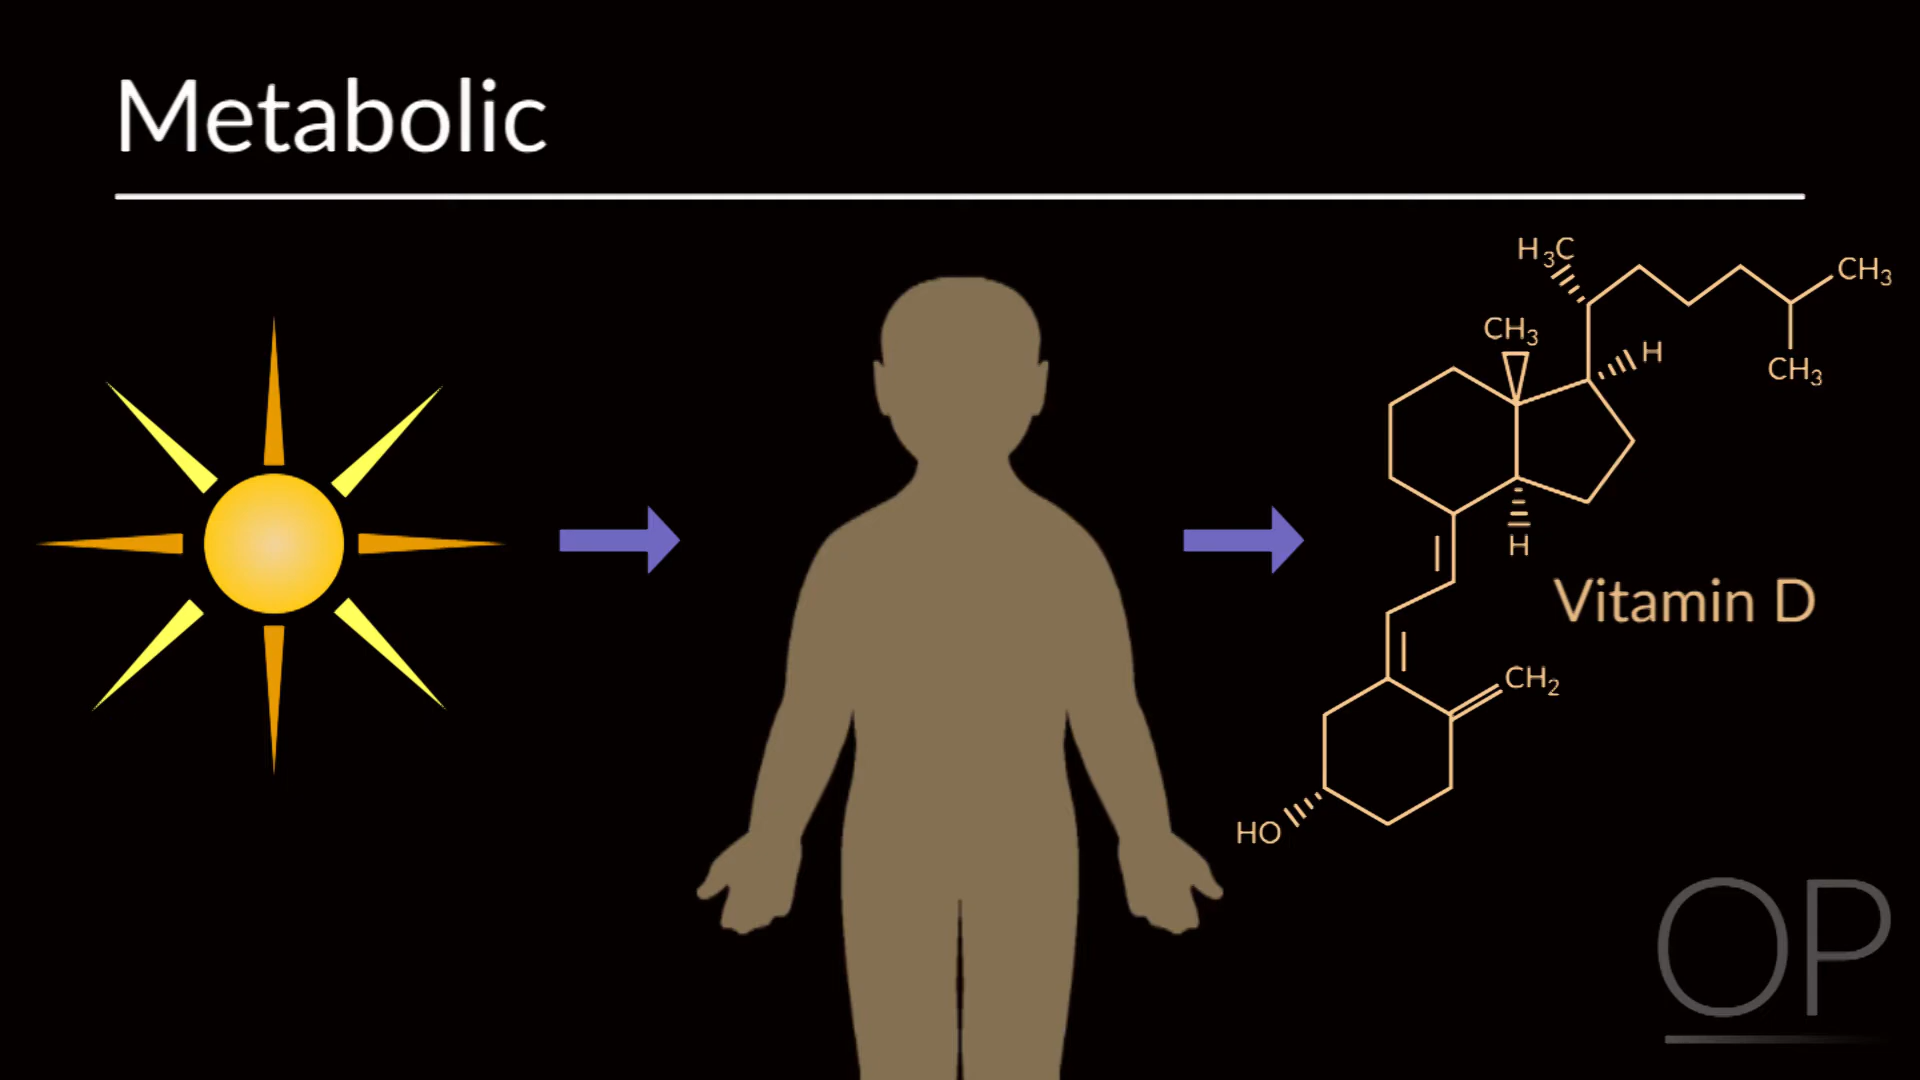 Metabolic
H₃C
CH₃
CH₃
H
CH₃
H
Vitamin D
CH₂
HO
OP